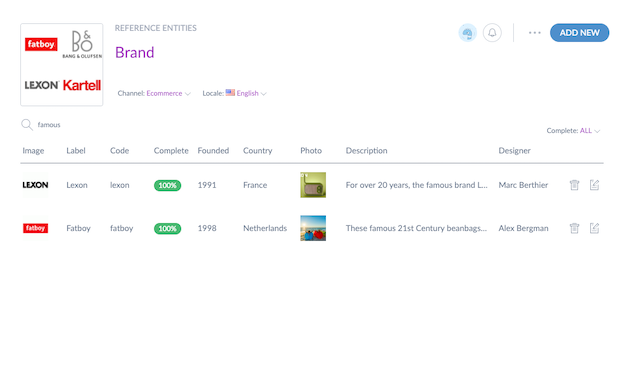 fatboy
B&O
BANG & OLUFSEN
LEXON
Kartell
REFERENCE ENTITIES
Brand
Channel: Ecommerce
Locale: English
ADD NEW
famous
Complete: ALL
Image Label Code Complete Founded Country Photo Description Designer
LEXON Lexon lexon 100% 1991 France For over 20 years, the famous brand L... Marc Berthier
fatboy Fatboy fatboy 100% 1998 Netherlands These famous 21st Century beanbags... Alex Bergman